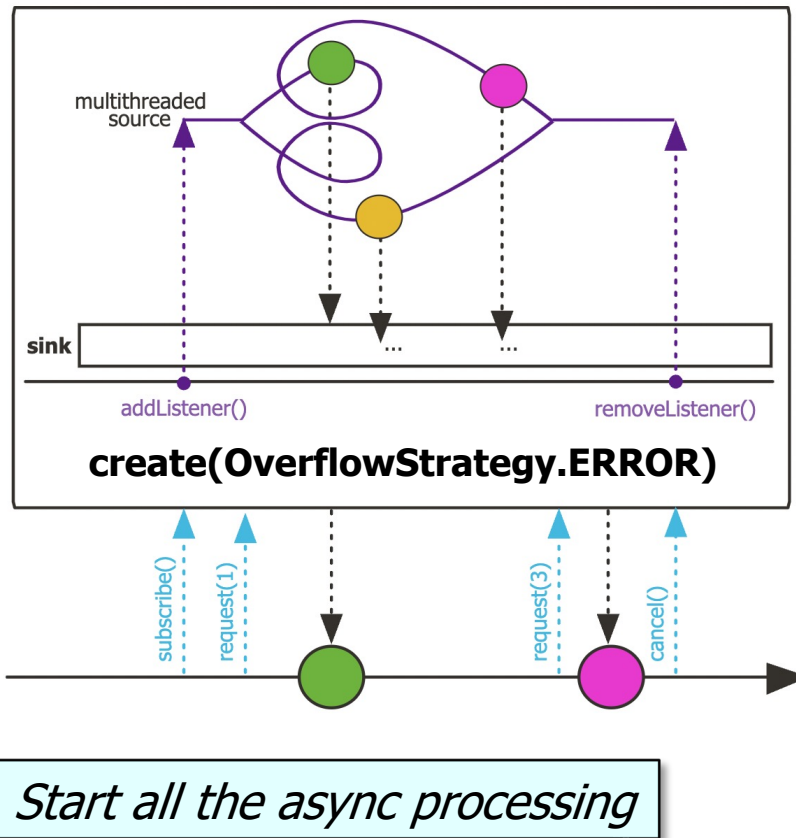 multithreaded
source
sink
...
...
addListener()
removeListener()
create(OverflowStrategy.ERROR)
subscribe()
request(1)
request(3)
cancel()
Start all the async processing